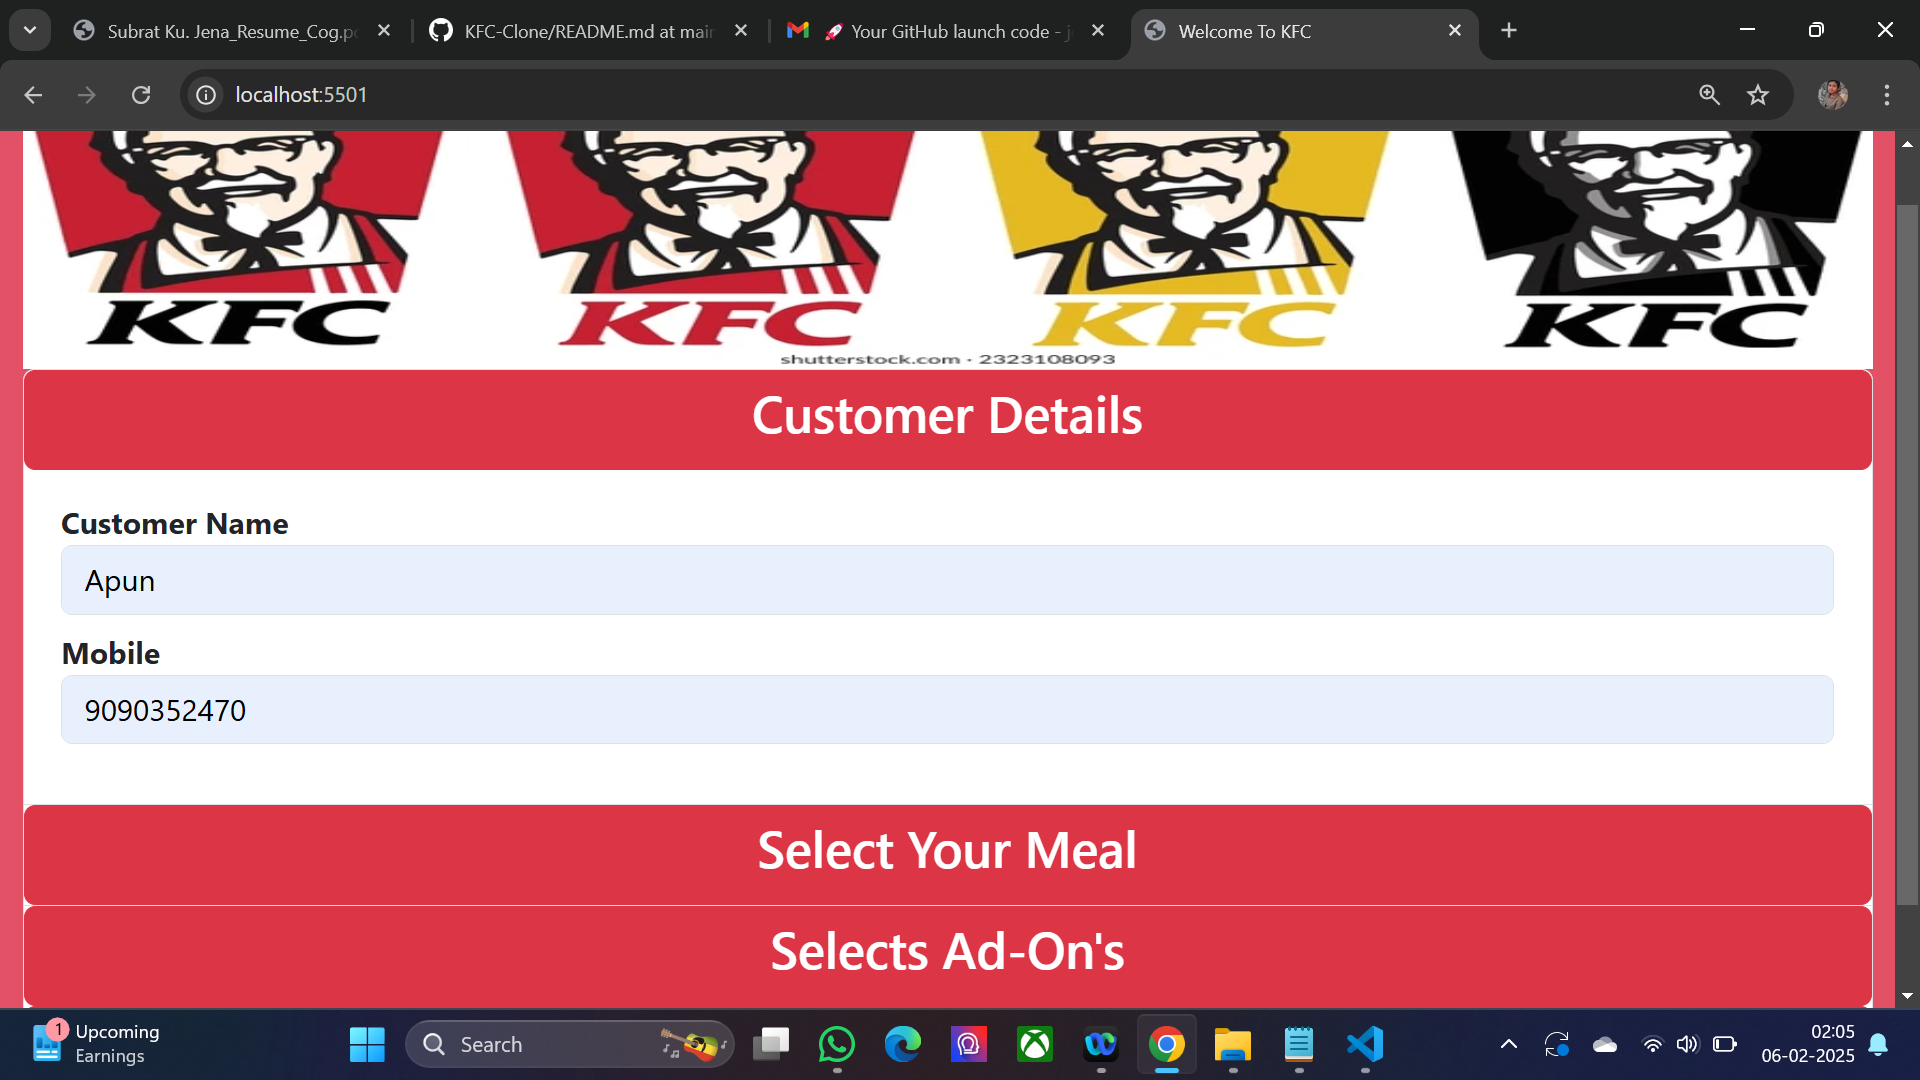 Subrat Ku. Jena_Resume_Cog.p
KFC-Clone/README.md at mai
🚀 Your GitHub launch code - j
Welcome To KFC
localhost:5501
KFC
KFC
KFC
KFC
shutterstock.com · 2323108093
Customer Details
Customer Name
Apun
Mobile
9090352470
Select Your Meal
Selects Ad-On's
1
Upcoming
Earnings
Search
02:05
06-02-2025